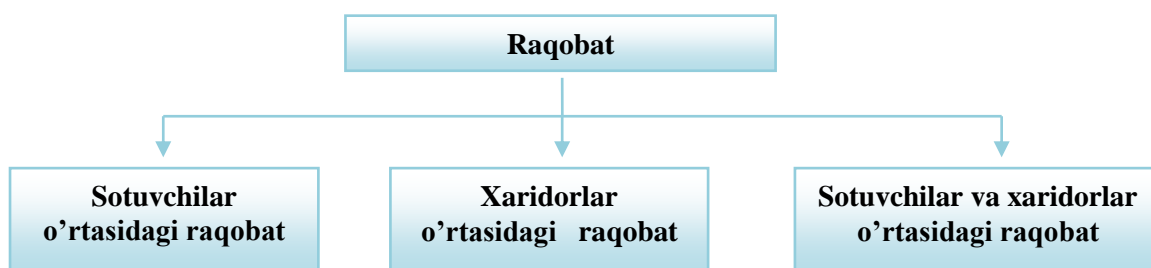 Raqobat
Sotuvchilar
o’rtasidagi raqobat
Xaridorlar
o’rtasidagi raqobat
Sotuvchilar va xaridorlar
o’rtasidagi raqobat